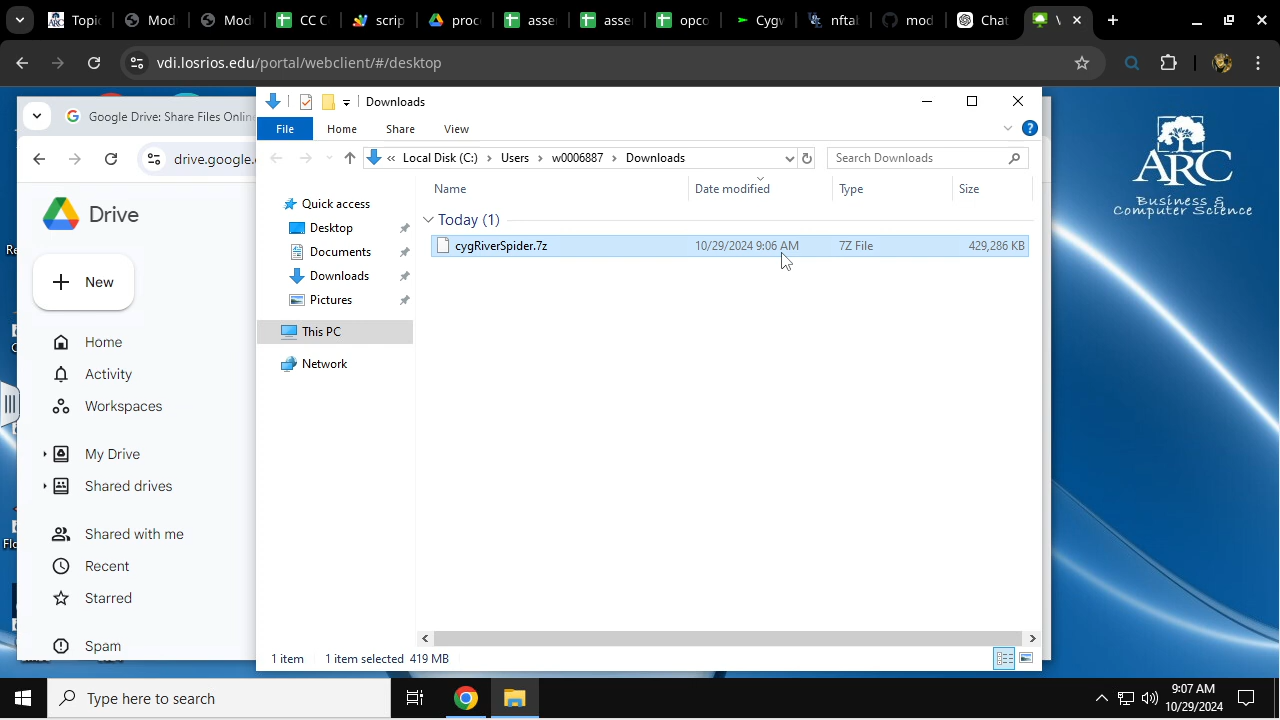 Topic
Mod
Mod
CC C
scrip
proc
asse
asse
opco
Cygw
nftab
mod
Chat
vdi.losrios.edu/portal/webclient/#/desktop
Google Drive: Share Files Online
drive.google.
Drive
New
Home
Activity
Workspaces
My Drive
Shared drives
Shared with me
Recent
Starred
Spam
Downloads
File Home Share View
« Local Disk (C:) > Users > w0006887 > Downloads
Search Downloads
Name Date modified Type Size
Quick access
Desktop
Documents
Downloads
Pictures
This PC
Network
Today (1)
cygRiverSpider.7z 10/29/2024 9:06 AM 7Z File 429,286 KB
1 item 1 item selected 419 MB
ARC
Business &
Computer Science
Type here to search
9:07 AM
10/29/2024